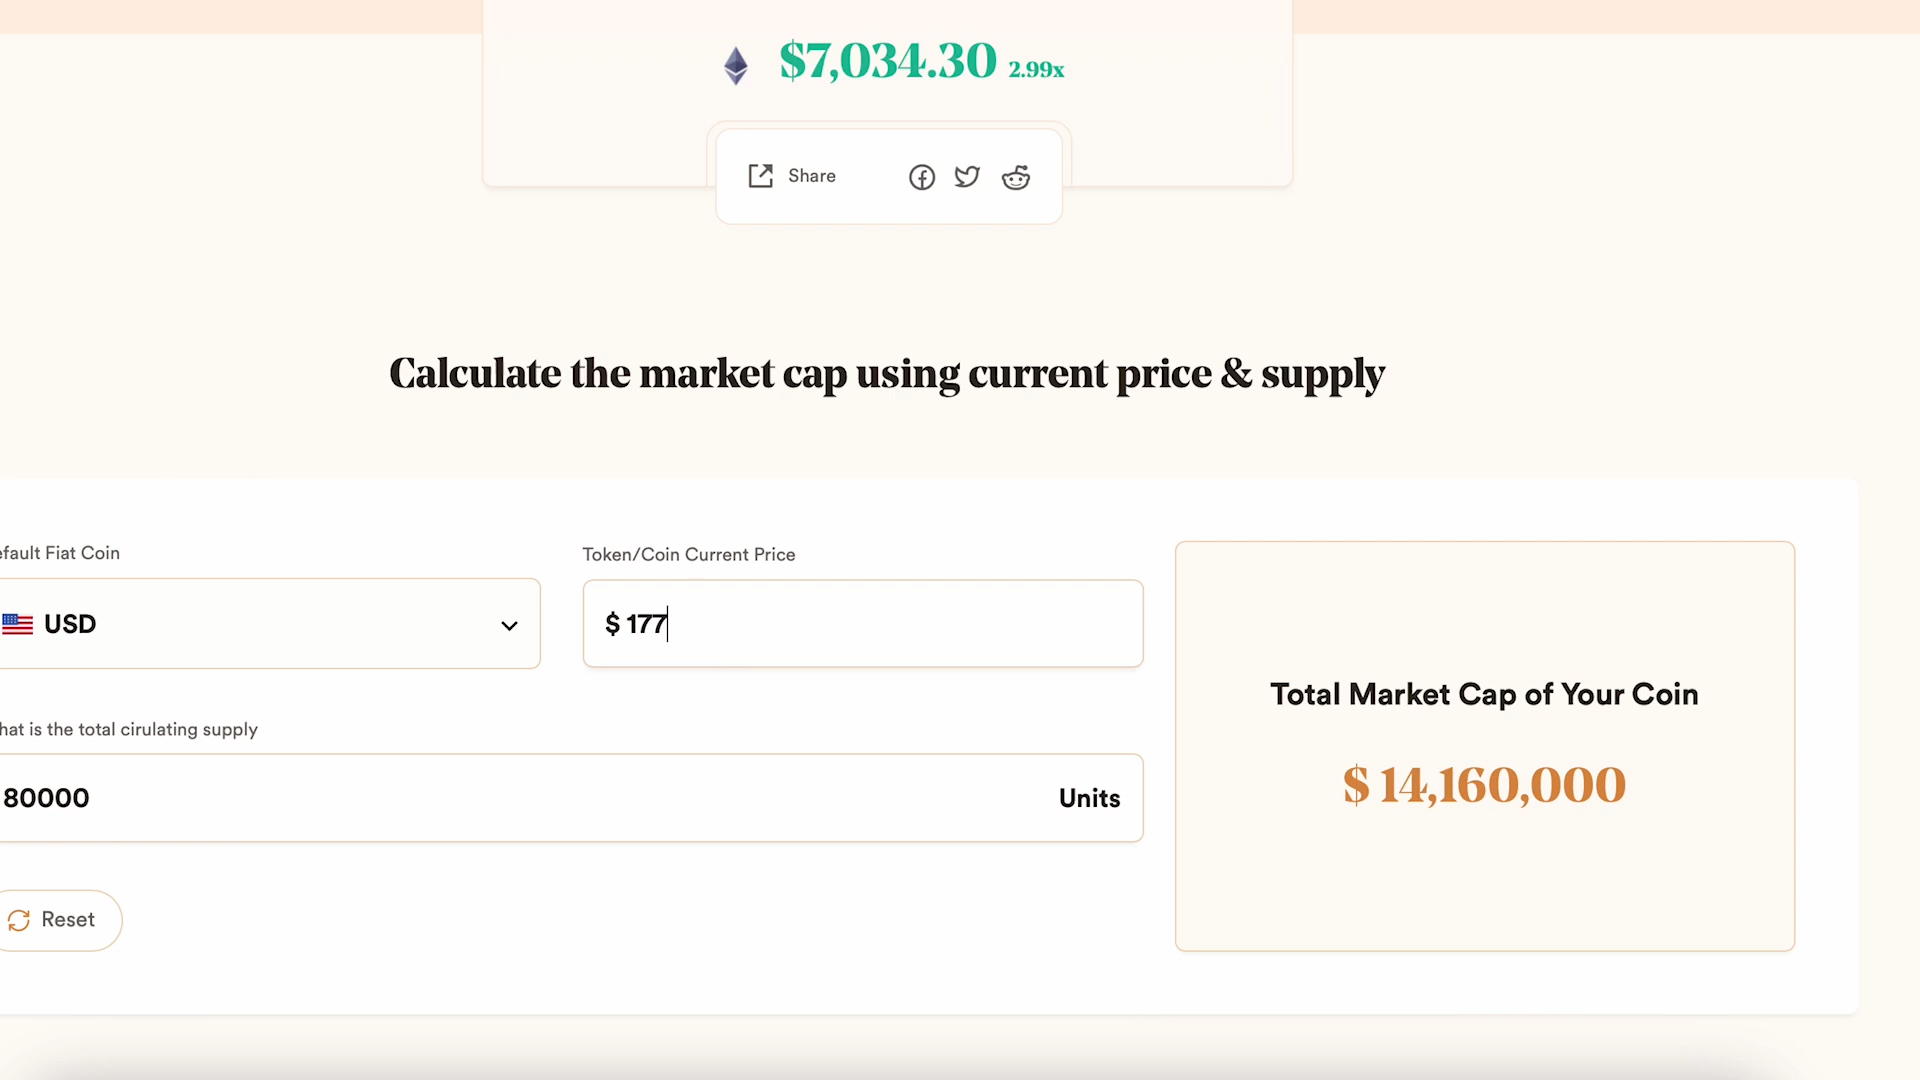 $7,034.30 2.99x
Share
Calculate the market cap using current price & supply
efault Fiat Coin
Token/Coin Current Price
USD
$ 177
Total Market Cap of Your Coin
hat is the total cirulating supply
$ 14,160,000
80000
Units
Reset